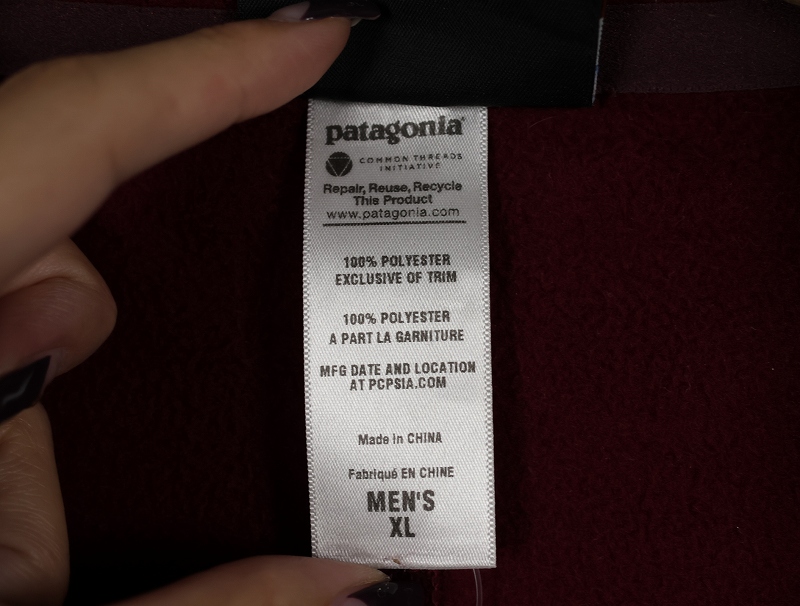 patagonia®
COMMON THREADS
INITIATIVE
Repair, Reuse, Recycle
This Product
www.patagonia.com
100% POLYESTER
EXCLUSIVE OF TRIM
100% POLYESTER
A PART LA GARNITURE
MFG DATE AND LOCATION
AT PCPSIA.COM
Made in CHINA
Fabriqué EN CHINE
MEN'S
XL